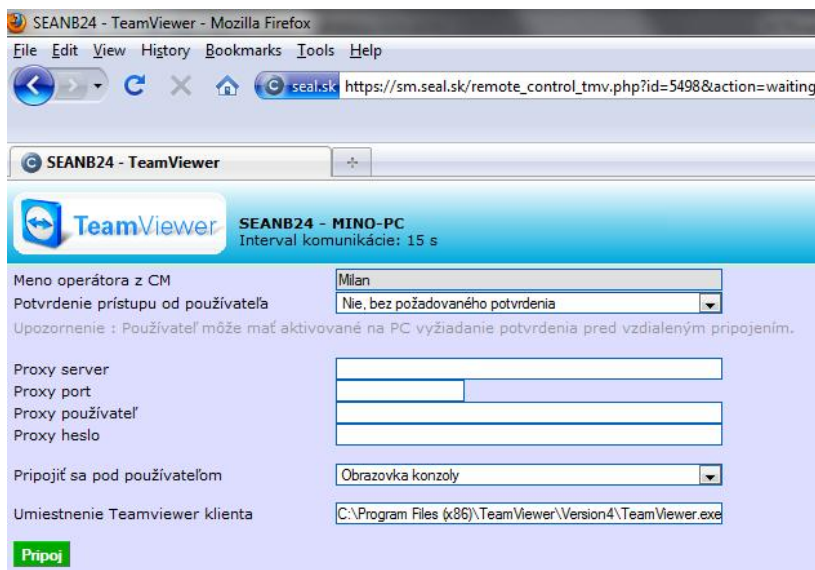 SEANB24 - TeamViewer - Mozilla Firefox
File Edit View History Bookmarks Tools Help
seal.sk https://sm.seal.sk/remote_control_tmv.php?id=5498&action=waiting
SEANB24 - TeamViewer
TeamViewer SEANB24 - MINO-PC
Interval komunikácie: 15 s
Meno operátora z CM Milan
Potvrdenie prístupu od používateľa Nie, bez požadovaného potvrdenia
Upozornenie : Používateľ môže mať aktivované na PC vyžiadanie potvrdenia pred vzdialeným pripojením.
Proxy server
Proxy port
Proxy používateľ
Proxy heslo
Pripojiť sa pod používateľom Obrazovka konzoly
Umiestnenie Teamviewer klienta C:\Program Files (x86)\TeamViewer\Version4\TeamViewer.exe
Pripoj